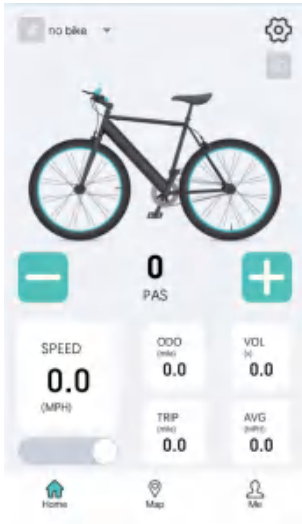 no bike
0
PAS
SPEED
0.0
(MPH)
ODO
(mile)
0.0
VOL
0.0
TRIP
(mile)
0.0
AVG
(MPH)
0.0
Home
Map
Me